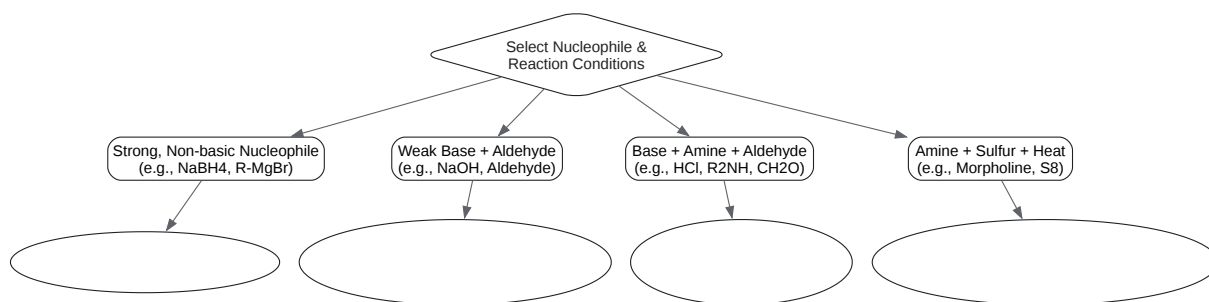 Select Nucleophile &
Reaction Conditions
Strong, Non-basic Nucleophile
(e.g., NaBH4, R-MgBr)
Weak Base + Aldehyde
(e.g., NaOH, Aldehyde)
Base + Amine + Aldehyde
(e.g., HCl, R2NH, CH2O)
Amine + Sulfur + Heat
(e.g., Morpholine, S8)